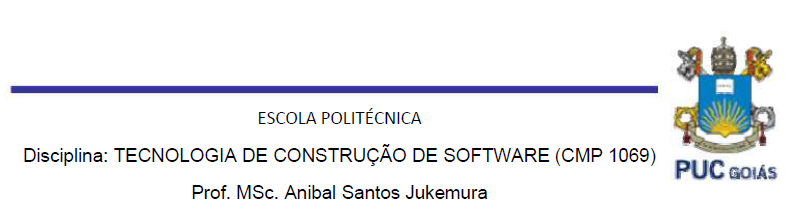 ESCOLA POLITÉCNICA
Disciplina: TECNOLOGIA DE CONSTRUÇÃO DE SOFTWARE (CMP 1069)
Prof. MSc. Anibal Santos Jukemura
PUC GOIÁS